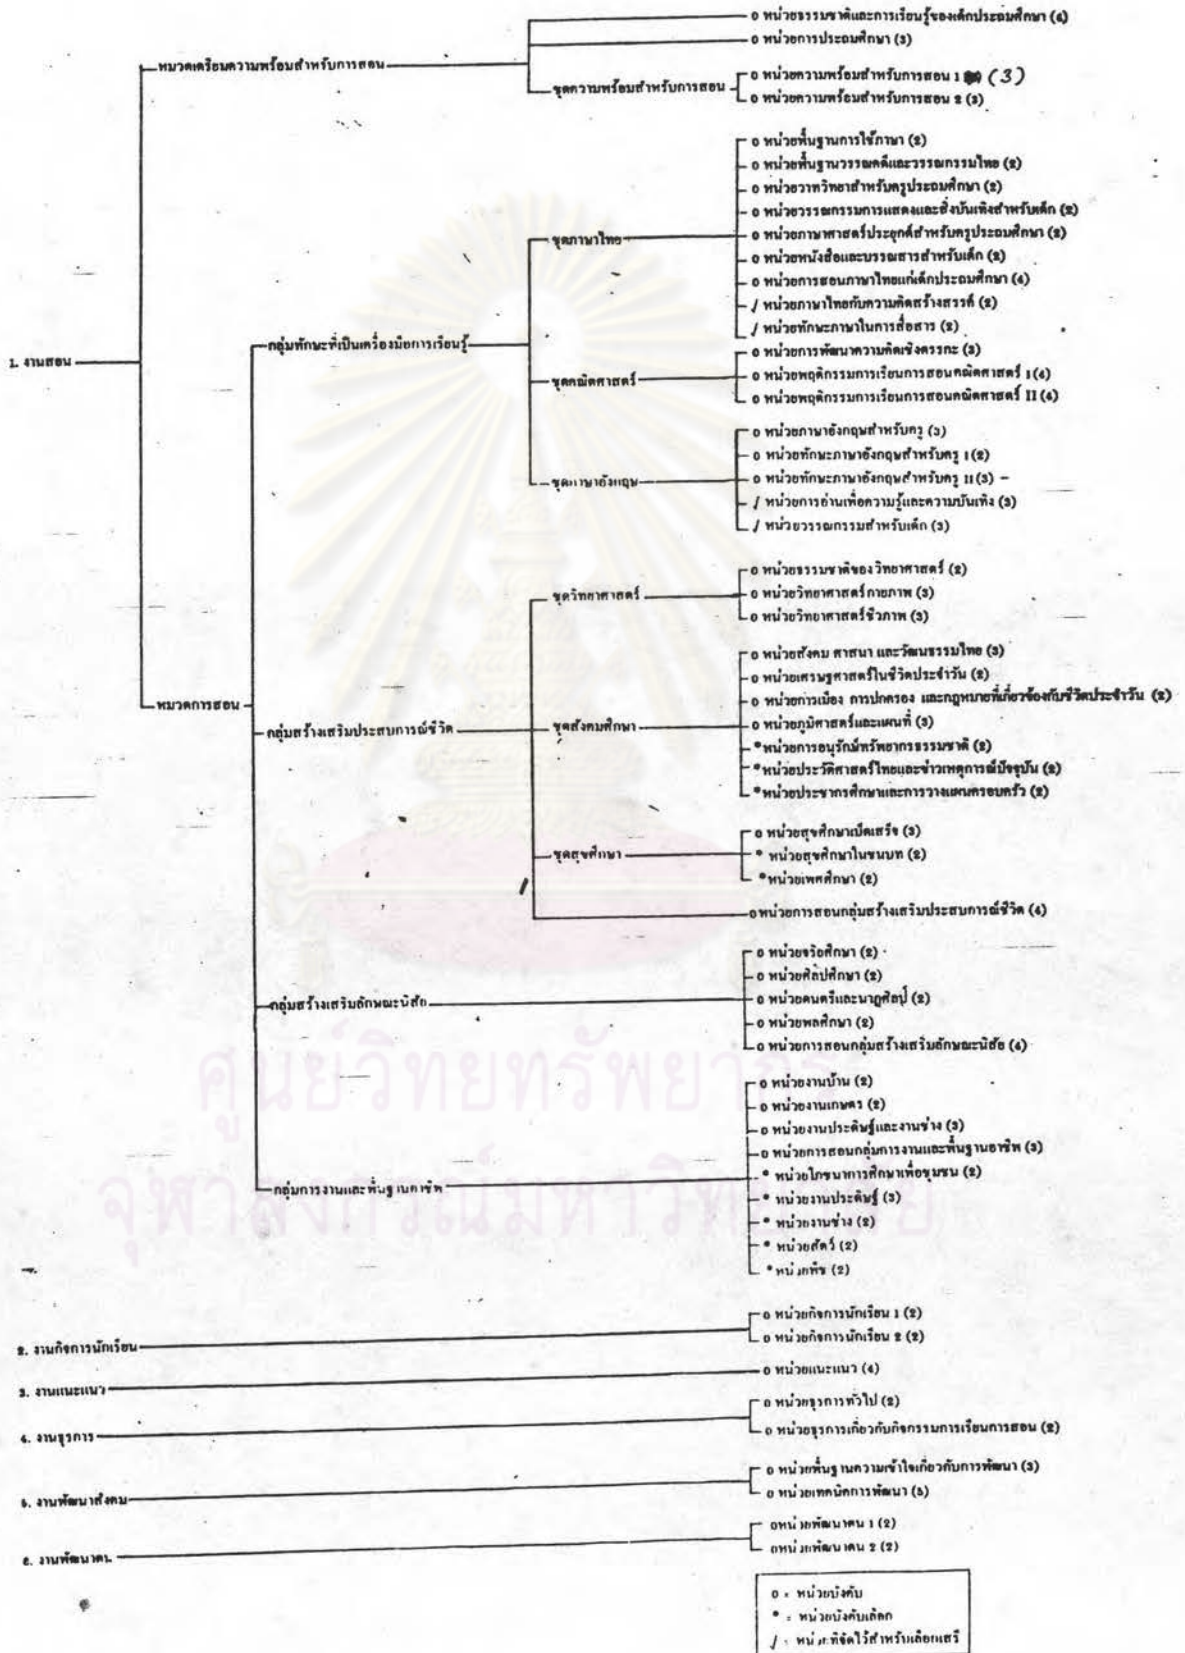 o หน่วยธรรมชาติและการเรียนรู้ของเด็กประถมศึกษา (4)
o หน่วยการประถมศึกษา (3)
หมวดเตรียมความพร้อมสำหรับการสอน
ชุดความพร้อมสำหรับการสอน
o หน่วยความพร้อมสำหรับการสอน 1 (3)
o หน่วยความพร้อมสำหรับการสอน 2 (3)
o หน่วยพื้นฐานการใช้ภาษา (2)
o หน่วยพื้นฐานวรรณคดีและวรรณกรรมไทย (2)
o หน่วยวาทวิทยาสำหรับครูประถมศึกษา (2)
o หน่วยวรรณกรรมการแสดงและสิ่งบันเทิงสำหรับเด็ก (2)
ชุดภาษาไทย
o หน่วยภาษาศาสตร์ประยุกต์สำหรับครูประถมศึกษา (2)
o หน่วยหนังสือและบรรณสารสำหรับเด็ก (2)
o หน่วยการสอนภาษาไทยแก่เด็กประถมศึกษา (4)
/ หน่วยภาษาไทยกับความคิดสร้างสรรค์ (2)
/ หน่วยทักษะภาษาในการสื่อสาร (2)
1. งานสอน
กลุ่มทักษะที่เป็นเครื่องมือการเรียนรู้
o หน่วยการพัฒนาความคิดเชิงตรรกะ (3)
ชุดคณิตศาสตร์
o หน่วยพฤติกรรมการเรียนการสอนคณิตศาสตร์ I (4)
o หน่วยพฤติกรรมการเรียนการสอนคณิตศาสตร์ II (4)
o หน่วยภาษาอังกฤษสำหรับครู (3)
o หน่วยทักษะภาษาอังกฤษสำหรับครู I (2)
ชุดภาษาอังกฤษ
o หน่วยทักษะภาษาอังกฤษสำหรับครู II (3) –
/ หน่วยการอ่านเพื่อความรู้และความบันเทิง (3)
/ หน่วยวรรณกรรมสำหรับเด็ก (3)
o หน่วยธรรมชาติของวิทยาศาสตร์ (2)
ชุดวิทยาศาสตร์
o หน่วยวิทยาศาสตร์กายภาพ (3)
o หน่วยวิทยาศาสตร์ชีวภาพ (3)
o หน่วยสังคม ศาสนา และวัฒนธรรมไทย (3)
o หน่วยเศรษฐศาสตร์ในชีวิตประจำวัน (2)
หมวดการสอน
o หน่วยการเมือง การปกครอง และกฎหมายที่เกี่ยวข้องกับชีวิตประจำวัน (2)
กลุ่มสร้างเสริมประสบการณ์ชีวิต
ชุดสังคมศึกษา
o หน่วยภูมิศาสตร์และแผนที่ (3)
* หน่วยการอนุรักษ์ทรัพยากรธรรมชาติ (2)
* หน่วยประวัติศาสตร์ไทยและข่าวเหตุการณ์ปัจจุบัน (2)
* หน่วยประชากรศึกษาและการวางแผนครอบครัว (2)
o หน่วยสุขศึกษาเบ็ดเสร็จ (3)
ชุดสุขศึกษา
* หน่วยสุขศึกษาในชนบท (2)
* หน่วยเพศศึกษา (2)
o หน่วยการสอนกลุ่มสร้างเสริมประสบการณ์ชีวิต (4)
o หน่วยจริยศึกษา (2)
o หน่วยศิลปศึกษา (2)
กลุ่มสร้างเสริมลักษณะนิสัย
o หน่วยดนตรีและนาฏศิลป์ (2)
o หน่วยพลศึกษา (2)
o หน่วยการสอนกลุ่มสร้างเสริมลักษณะนิสัย (4)
ศูนย์วิทยทรัพยากร
o หน่วยงานบ้าน (2)
o หน่วยงานเกษตร (2)
o หน่วยงานประดิษฐ์และงานช่าง (3)
o หน่วยการสอนกลุ่มการงานและพื้นฐานอาชีพ (3)
กลุ่มการงานและพื้นฐานอาชีพ
* หน่วยโภชนาการศึกษาเพื่อชุมชน (2)
* หน่วยงานประดิษฐ์ (3)
* หน่วยงานช่าง (2)
* หน่วยสัตว์ (2)
* หน่วยพืช (2)
จุฬาลงกรณ์มหาวิทยาลัย
2. งานกิจการนักเรียน
o หน่วยกิจการนักเรียน 1 (2)
o หน่วยกิจการนักเรียน 2 (2)
3. งานแนะแนว
o หน่วยแนะแนว (4)
4. งานธุรการ
o หน่วยธุรการทั่วไป (2)
o หน่วยธุรการเกี่ยวกับกิจกรรมการเรียนการสอน (2)
5. งานพัฒนาสังคม
o หน่วยพื้นฐานความเข้าใจเกี่ยวกับการพัฒนา (3)
o หน่วยเทคนิคการพัฒนา (5)
6. งานพัฒนาตน
o หน่วยพัฒนาตน 1 (2)
o หน่วยพัฒนาตน 2 (2)
o = หน่วยบังคับ
* = หน่วยบังคับเลือก
/ = หน่วยที่จัดไว้สำหรับเลือกเสรี